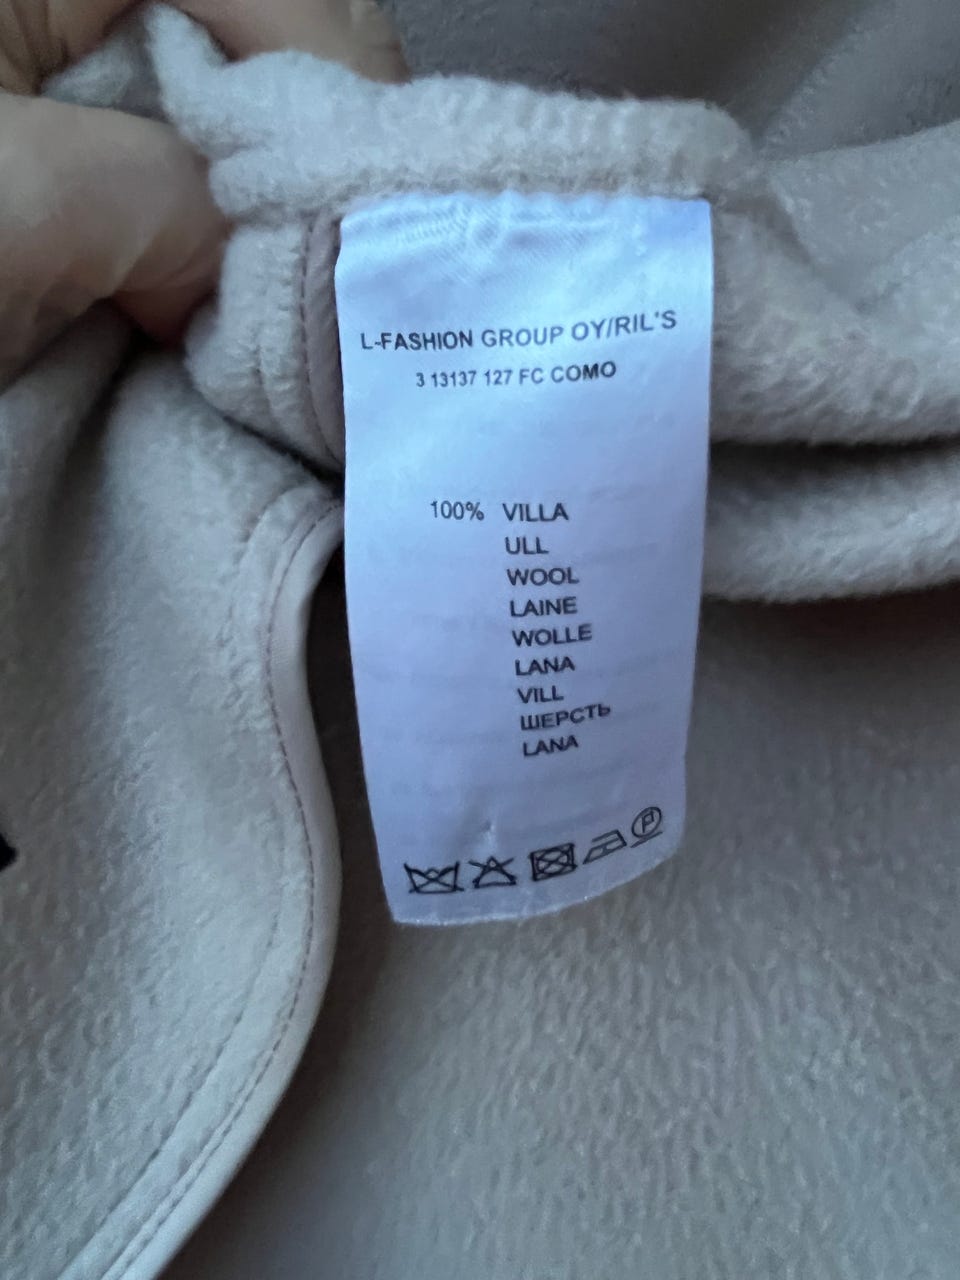 L-FASHION GROUP OY/RIL'S
3 13137 127 FC COMO
100% VILLA
ULL
WOOL
LAINE
WOLLE
LANA
VILL
ШЕРСТЬ
LANA
P